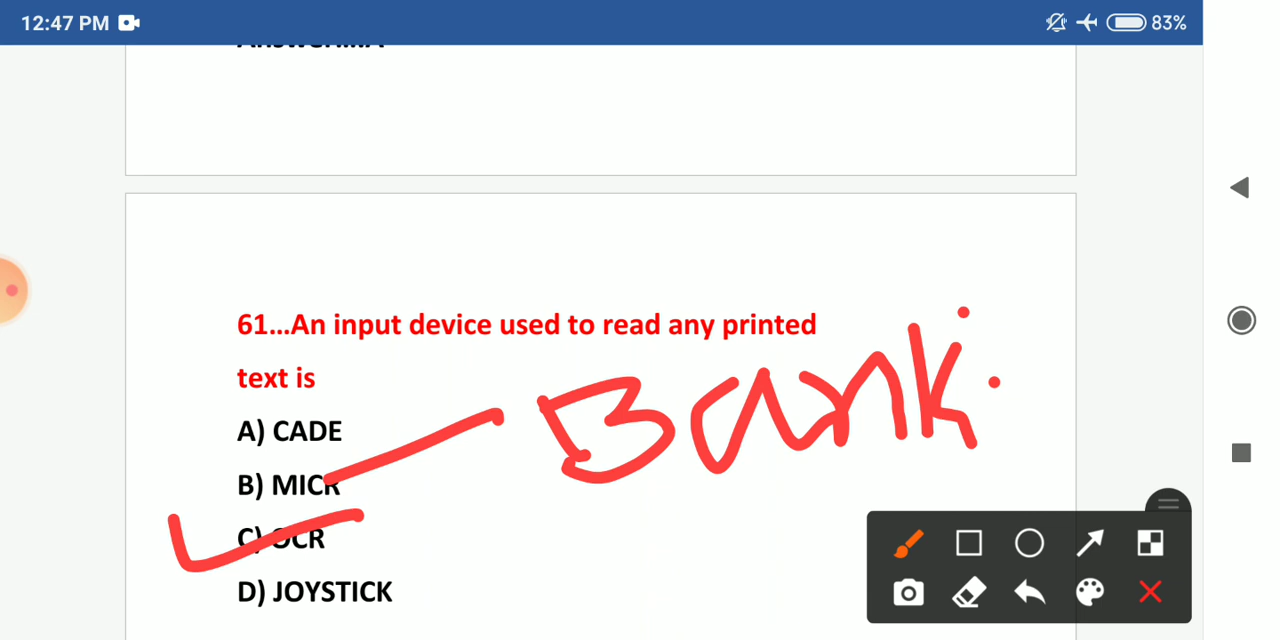 12:47 PM 83%
61...An input device used to read any printed
text is
A) CADE
B) MICR
Bank
C) OCR
D) JOYSTICK